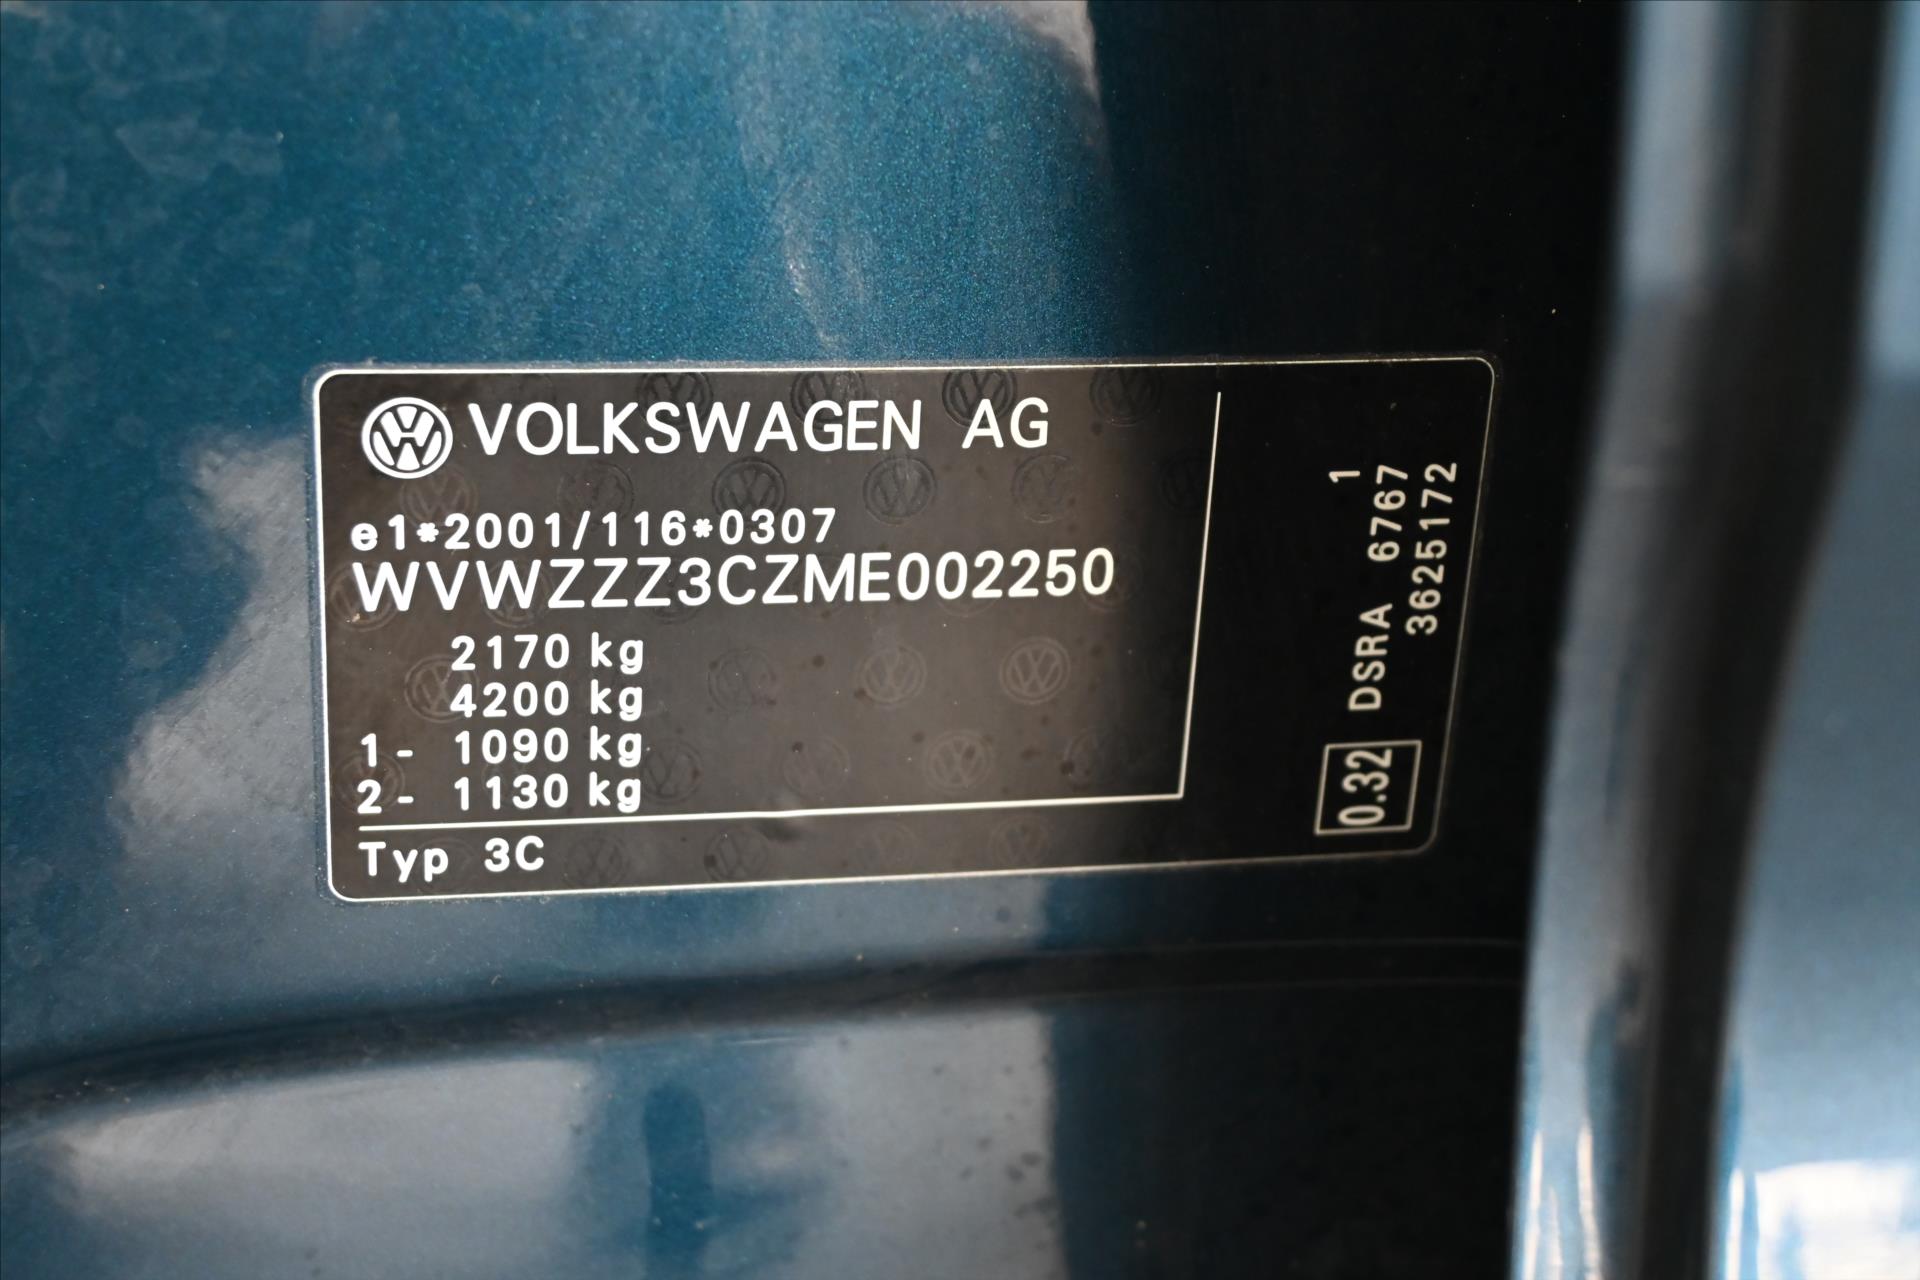 VOLKSWAGEN AG
e1*2001/116*0307
WVWZZZ3CZME002250
2170 kg
4200 kg
1- 1090 kg
2- 1130 kg
Typ 3C
1
0.32 DSRA 6767
3625172